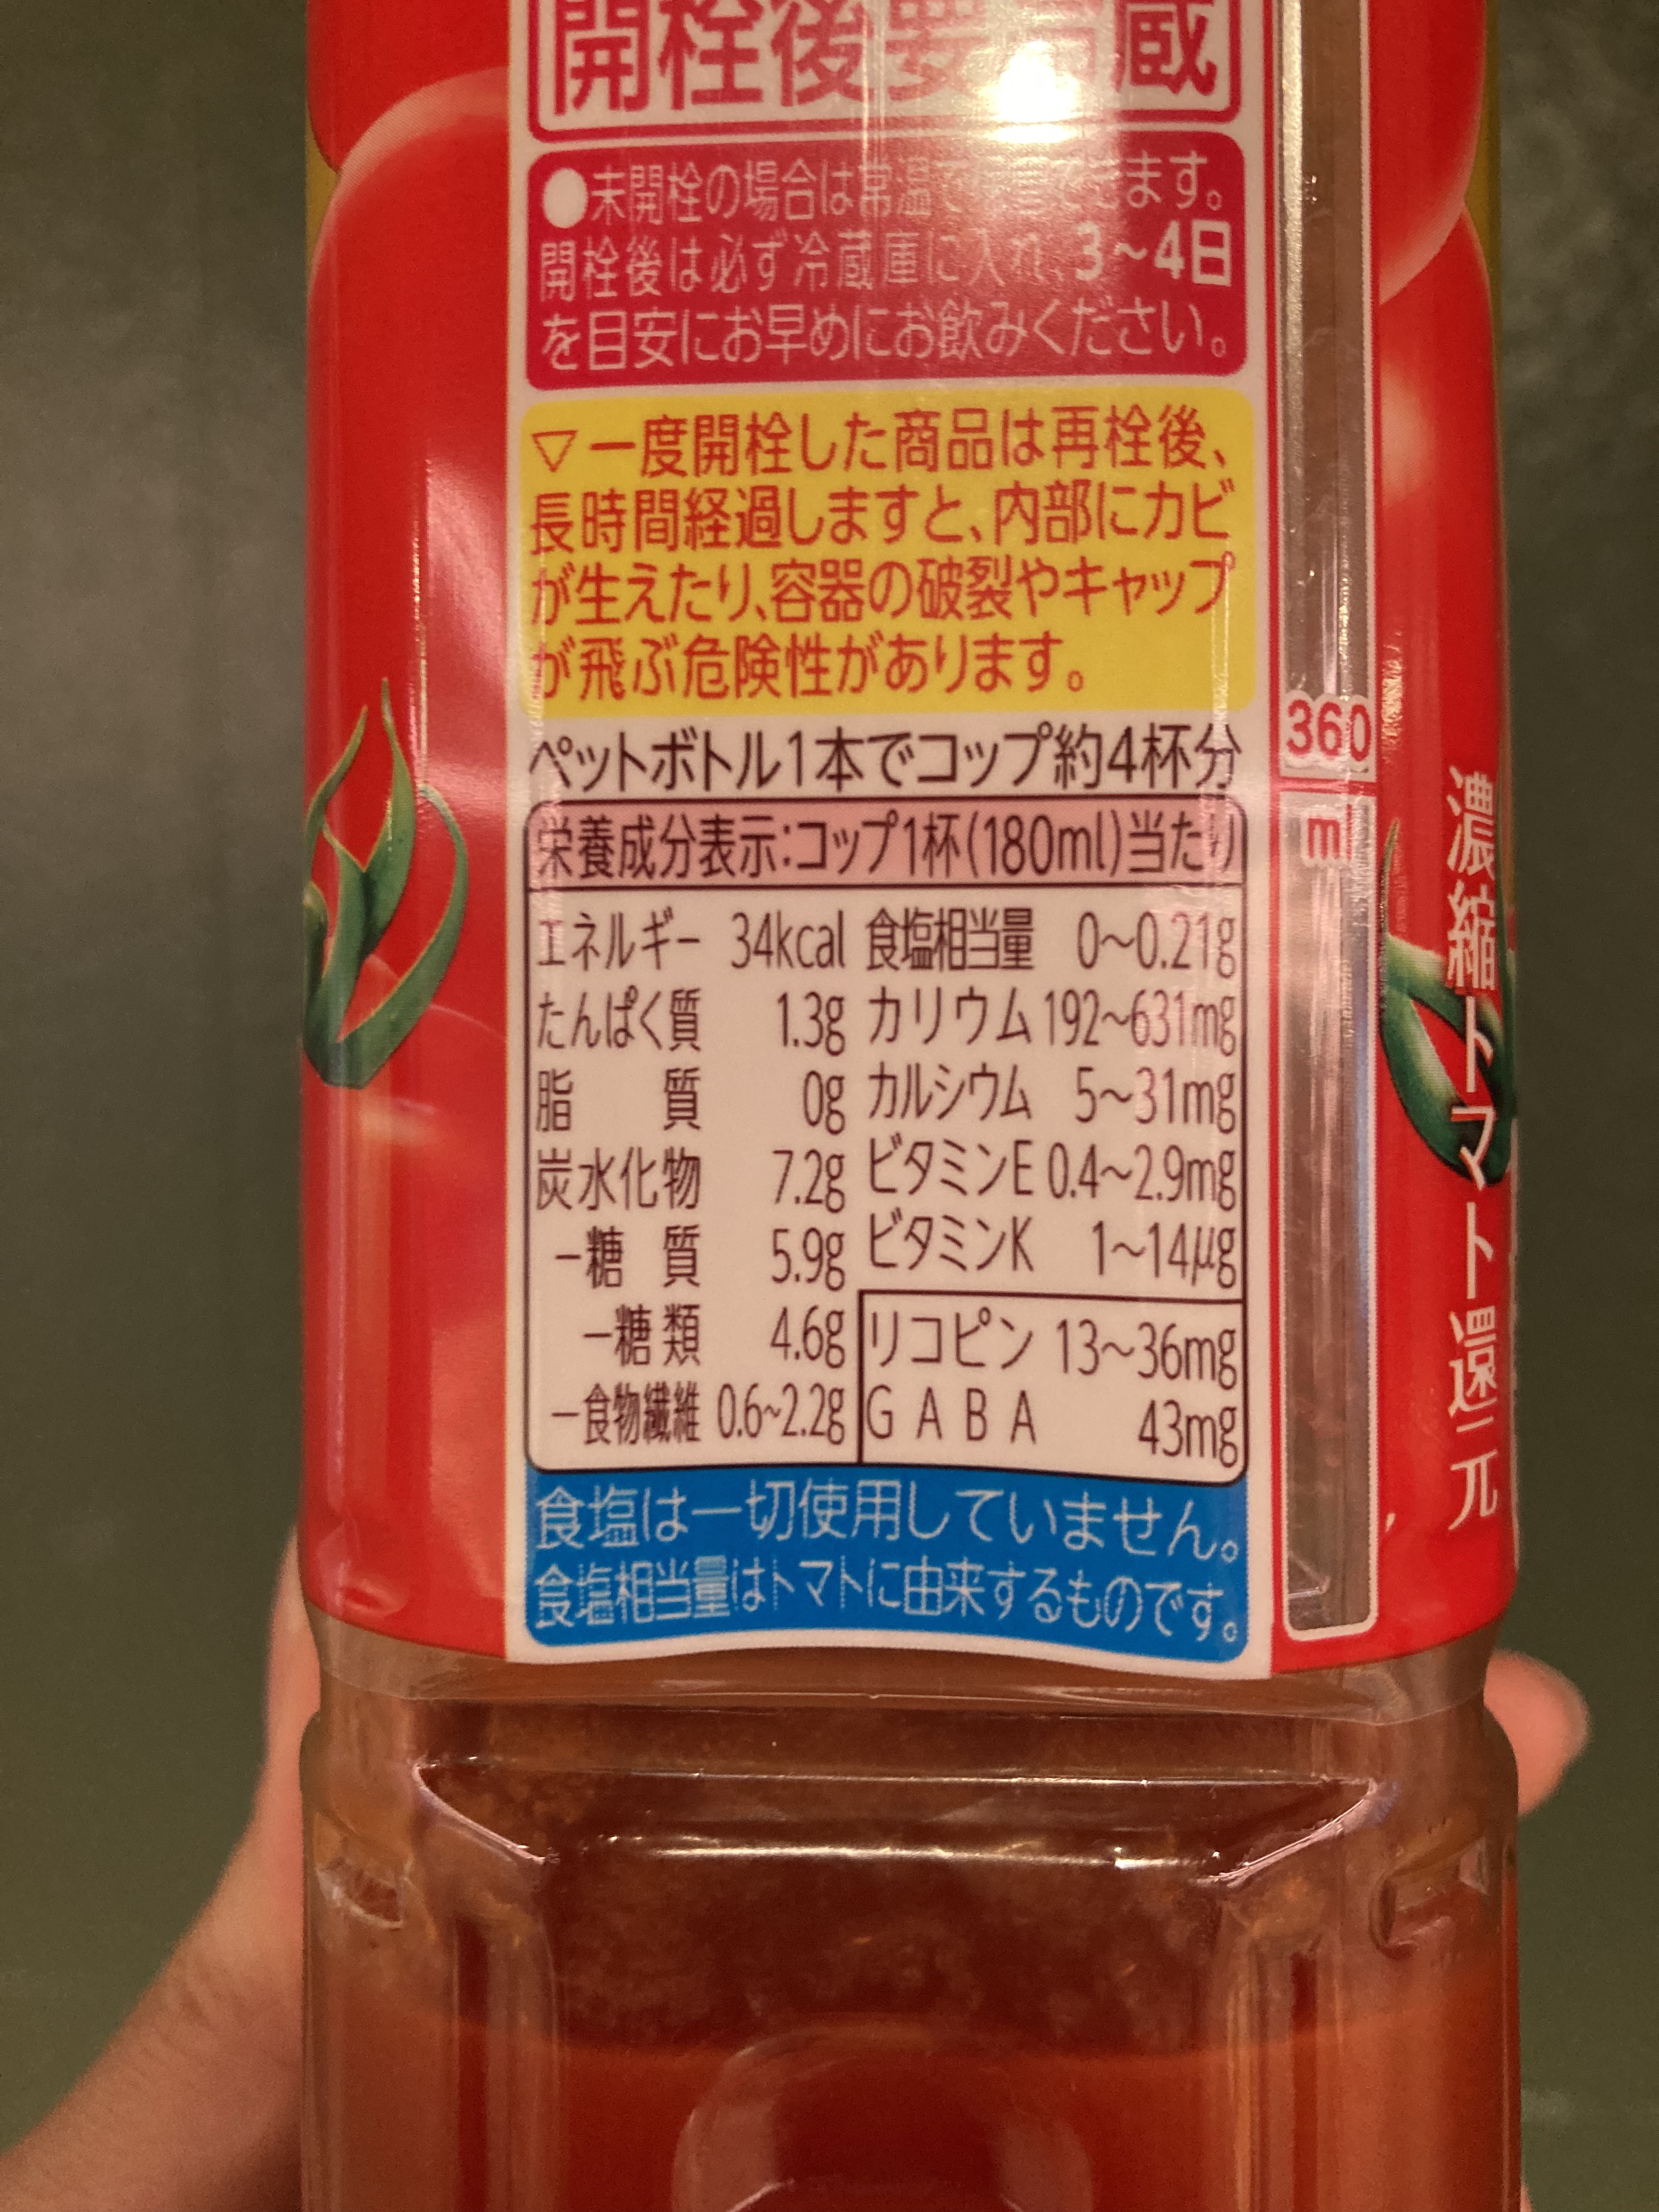 開栓後要冷蔵
●未開栓の場合は常温で保存できます。
開栓後は必ず冷蔵庫に入れ、3~4日
を目安にお早めにお飲みください。
▽一度開栓した商品は再栓後、
長時間経過しますと、内部にカビ
が生えたり、容器の破裂やキャップ
が飛ぶ危険性があります。
ペットボトル1本でコップ約4杯分
栄養成分表示:コップ1杯(180ml)当たり
エネルギー 34kcal
たんぱく質 1.3g
脂質 0g
炭水化物 7.2g
-糖質 5.9g
-糖類 4.6g
-食物繊維 0.6~2.2g
食塩相当量 0~0.21g
カリウム 192~631mg
カルシウム 5~31mg
ビタミンE 0.4~2.9mg
ビタミンK 1~14μg
リコピン 13~36mg
GABA 43mg
食塩は一切使用していません。
食塩相当量はトマトに由来するものです。
360
ml
濃縮トマト還元